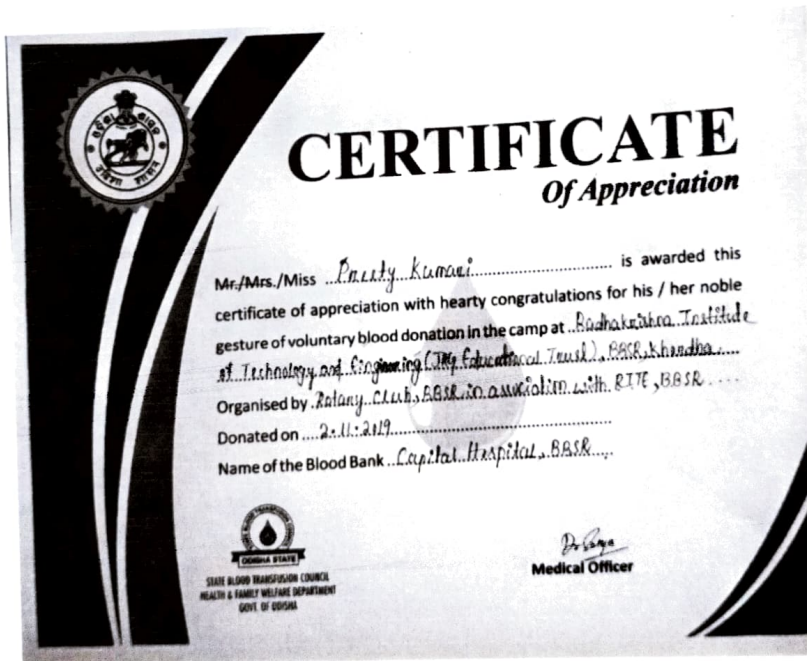 ଓଡ଼ିଶା ଶାସନ
CERTIFICATE
Of Appreciation
Mr./Mrs./Miss ...Preety Kumari.............................. is awarded this
certificate of appreciation with hearty congratulations for his / her noble
gesture of voluntary blood donation in the camp at ..Radhakrishna Institute
of Technology and Engineering ( Educational Trust), BBSR, Khordha.....
Organised by .Rotary Club, BBSR in association with RITE, BBSR .....
Donated on ....2.11.2019.............................................
Name of the Blood Bank ..Capital Hospital, BBSR.....
ODISHA STATE
STATE BLOOD TRANSFUSION COUNCIL
HEALTH & FAMILY WELFARE DEPARTMENT
GOVT. OF ODISHA
Medical Officer